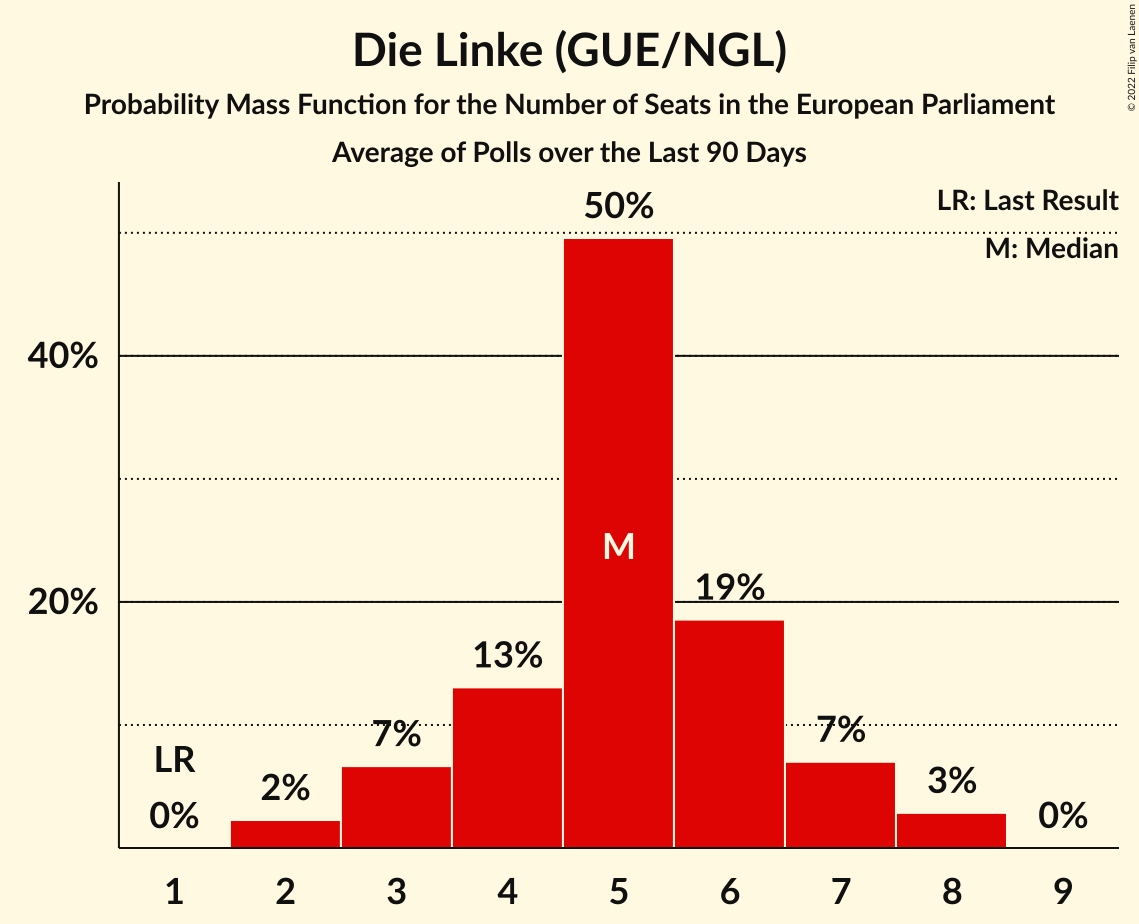 Die Linke (GUE/NGL)
Probability Mass Function for the Number of Seats in the European Parliament
Average of Polls over the Last 90 Days
© 2022 Filip van Laenen
LR: Last Result
M: Median
50%
40%
M
20%
19%
13%
7%
7%
LR
2%
3%
0%
0%
1 2 3 4 5 6 7 8 9